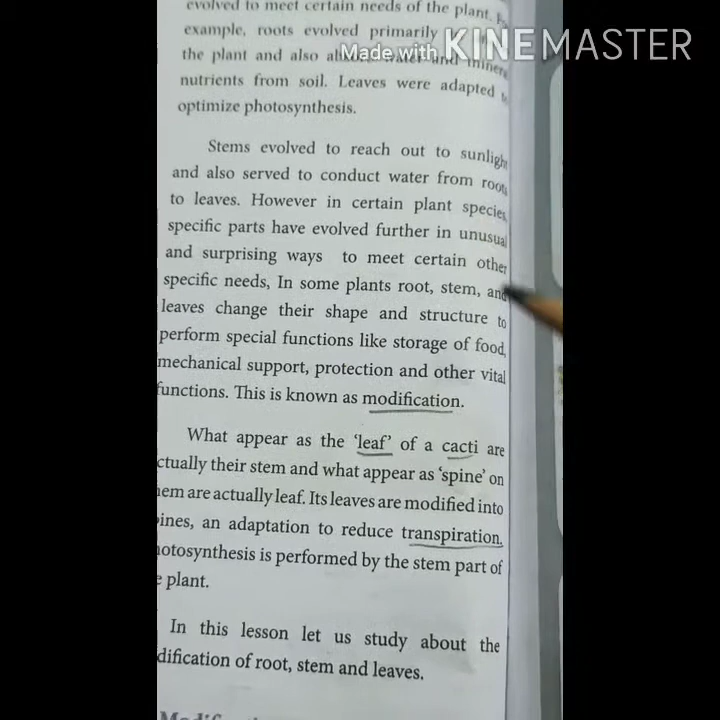 evolved to meet certain needs of the plant.
example, roots evolved primarily
Made with KINEMASTER
the plant and also water and
nutrients from soil. Leaves were adapted
optimize photosynthesis.
Stems evolved to reach out to sunlight
and also served to conduct water from roots
to leaves. However in certain plant species
specific parts have evolved further in unusual
and surprising ways to meet certain other
specific needs, In some plants root, stem, and
leaves change their shape and structure to
perform special functions like storage of food,
mechanical support, protection and other vital
functions. This is known as modification.
What appear as the ‘leaf’ of a cacti are
ctually their stem and what appear as ‘spine’ on
hem are actually leaf. Its leaves are modified into
pines, an adaptation to reduce transpiration.
hotosynthesis is performed by the stem part of
e plant.
In this lesson let us study about the
dification of root, stem and leaves.